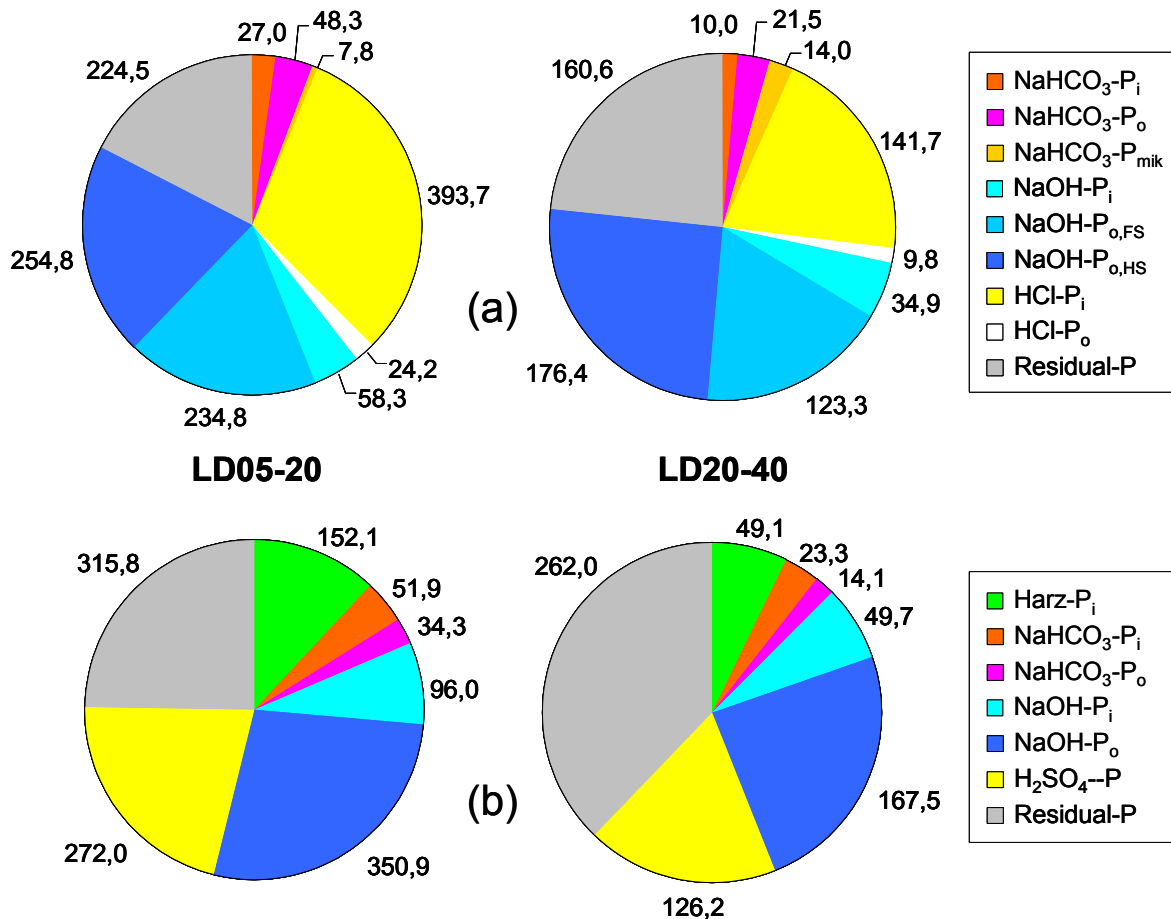 27,0
48,3
7,8
393,7
24,2
58,3
234,8
254,8
224,5
10,0
21,5
14,0
141,7
9,8
34,9
123,3
176,4
160,6
(a)
NaHCO₃-Pᵢ
NaHCO₃-Pₒ
NaHCO₃-Pₘᵢₖ
NaOH-Pᵢ
NaOH-Pₒ,FS
NaOH-Pₒ,HS
HCl-Pᵢ
HCl-Pₒ
Residual-P
LD05-20
LD20-40
152,1
51,9
34,3
96,0
350,9
272,0
315,8
49,1
23,3
14,1
49,7
167,5
126,2
262,0
(b)
Harz-Pᵢ
NaHCO₃-Pᵢ
NaHCO₃-Pₒ
NaOH-Pᵢ
NaOH-Pₒ
H₂SO₄--P
Residual-P